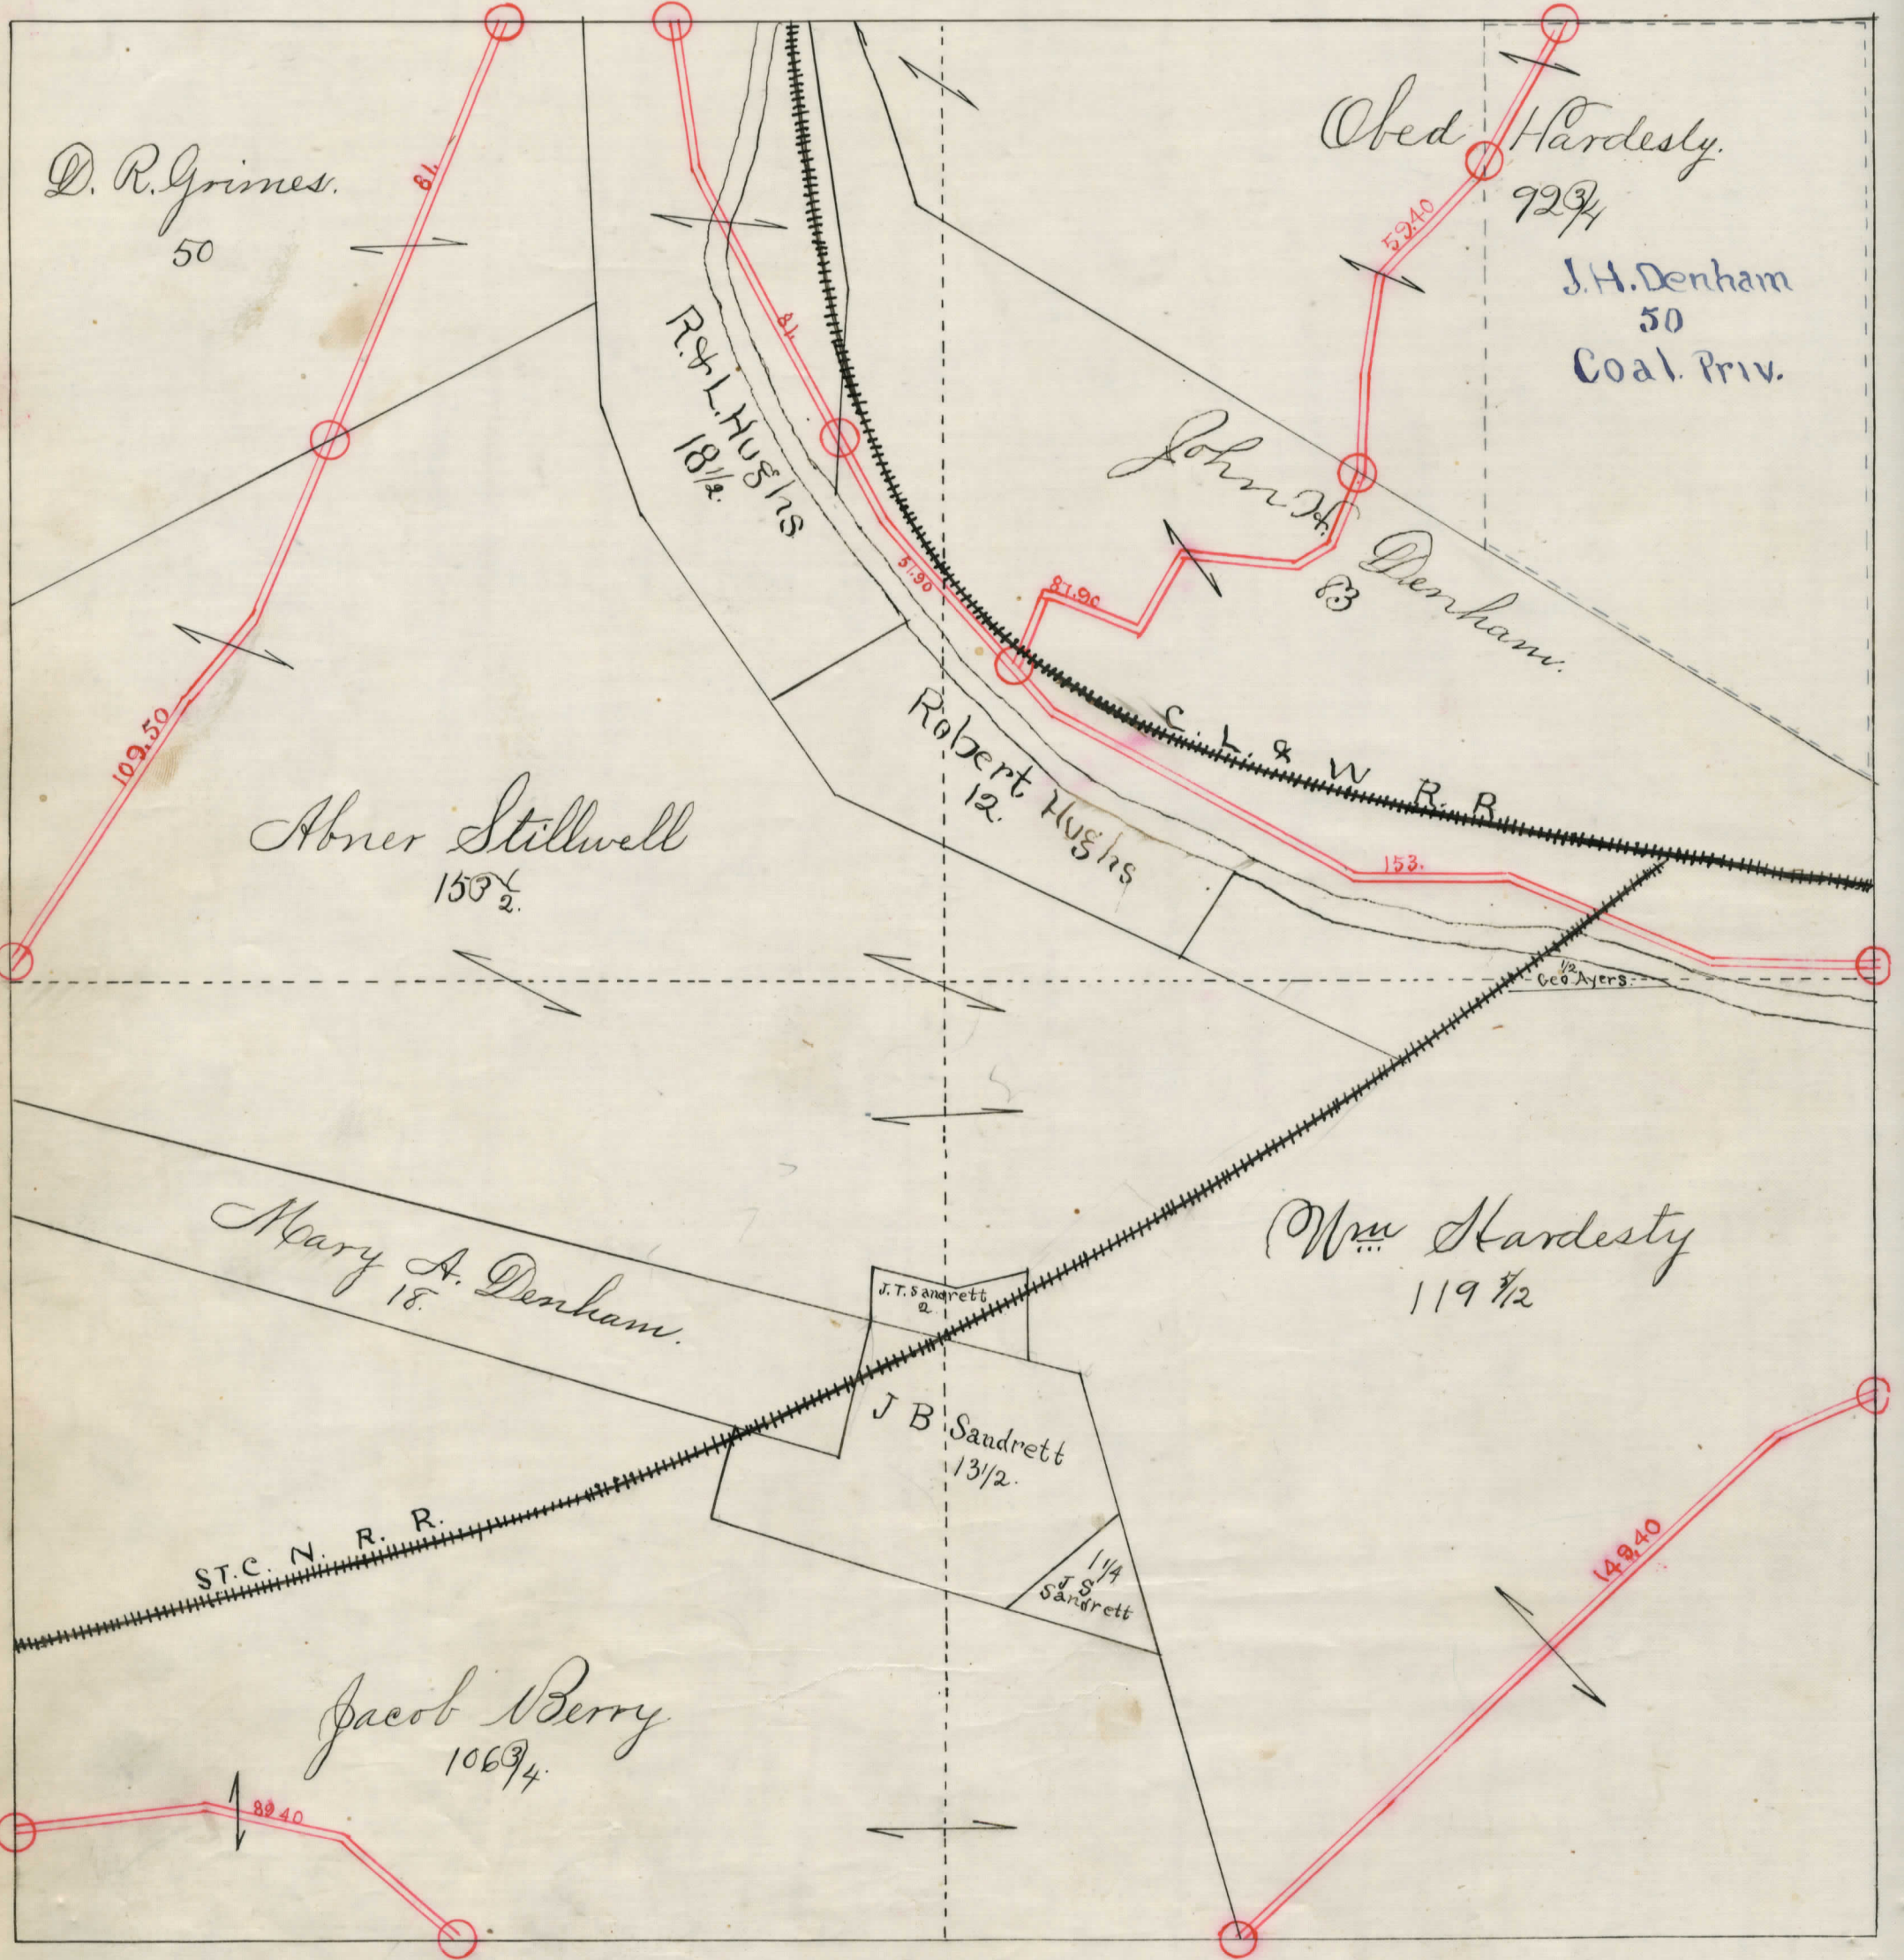 D. R. Grimes.
50
81.
81.
Obed Hardesly.
92 3/4
59.40
J. H. Denham
50
Coal. Priv.
R. & L. Hughs
18 1/2.
John H. Denham.
83
51.90
87.90
109.50
Robert Hughs
12.
C. L. & W R. R
153.
Abner Stillwell
153 1/2.
1/2
Geo. Ayers.
Mary A. Denham.
18.
J. T. Sandrett
2.
Wm Hardesty
119 1/2
J B Sandrett
13 1/2.
ST. C. N. R. R.
1 1/4
J S
Sandrett
149.40
Jacob Berry
106 3/4.
89 40